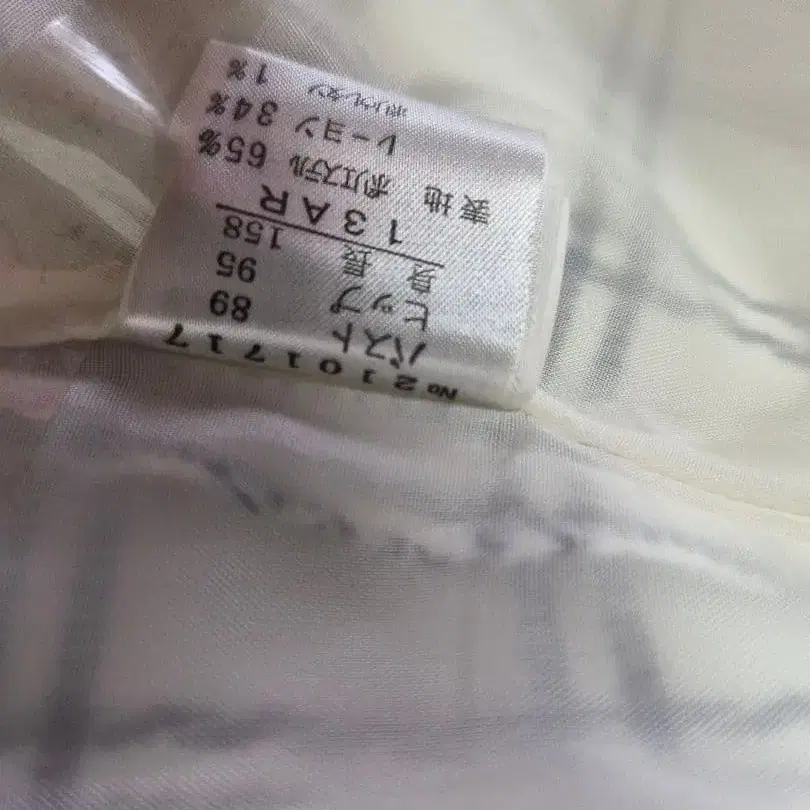 No 2101717
バスト 89
ヒップ 95
身長 158
13AR
表地 ポリエステル 65%
レーヨン 34%
ポリウレタン 1%